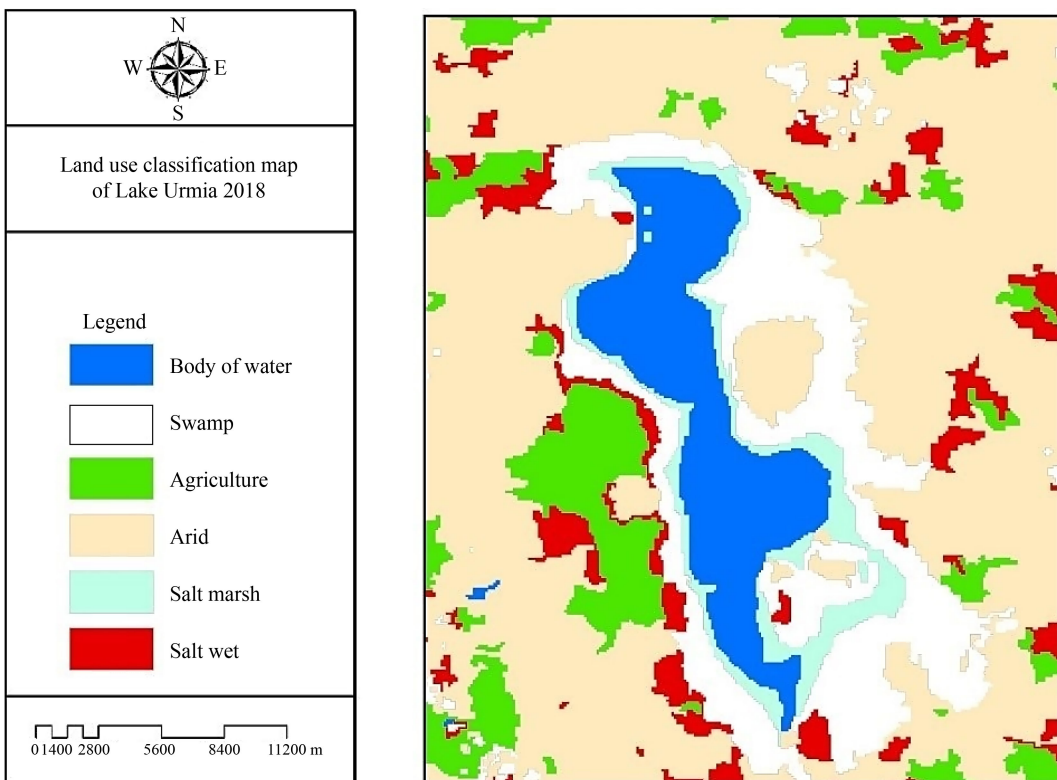 N
W E
S
Land use classification map
of Lake Urmia 2018
Legend
Body of water
Swamp
Agriculture
Arid
Salt marsh
Salt wet
0 1400 2800 5600 8400 11200 m